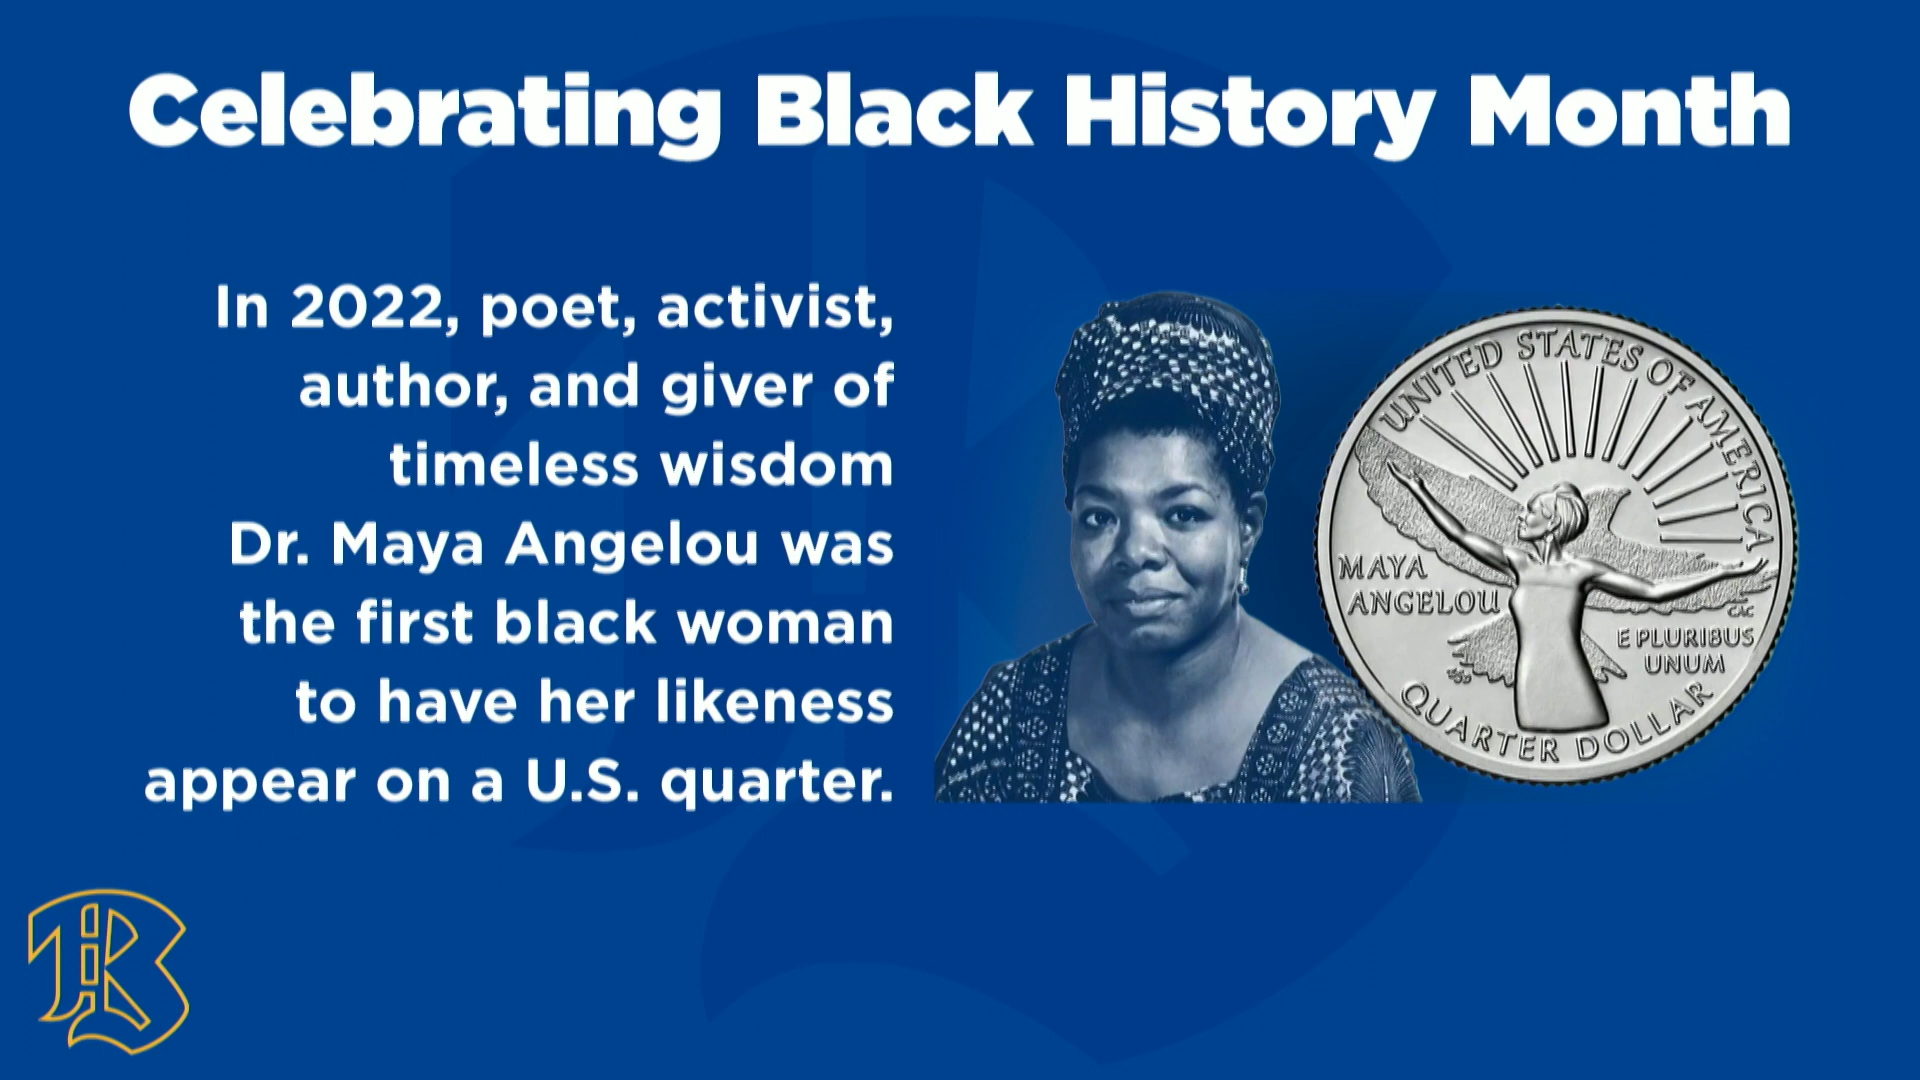 Celebrating Black History Month
In 2022, poet, activist,
author, and giver of
timeless wisdom
Dr. Maya Angelou was
the first black woman
to have her likeness
appear on a U.S. quarter.
UNITED STATES OF AMERICA
MAYA
ANGELOU
CAC
E PLURIBUS
UNUM
QUARTER DOLLAR
B